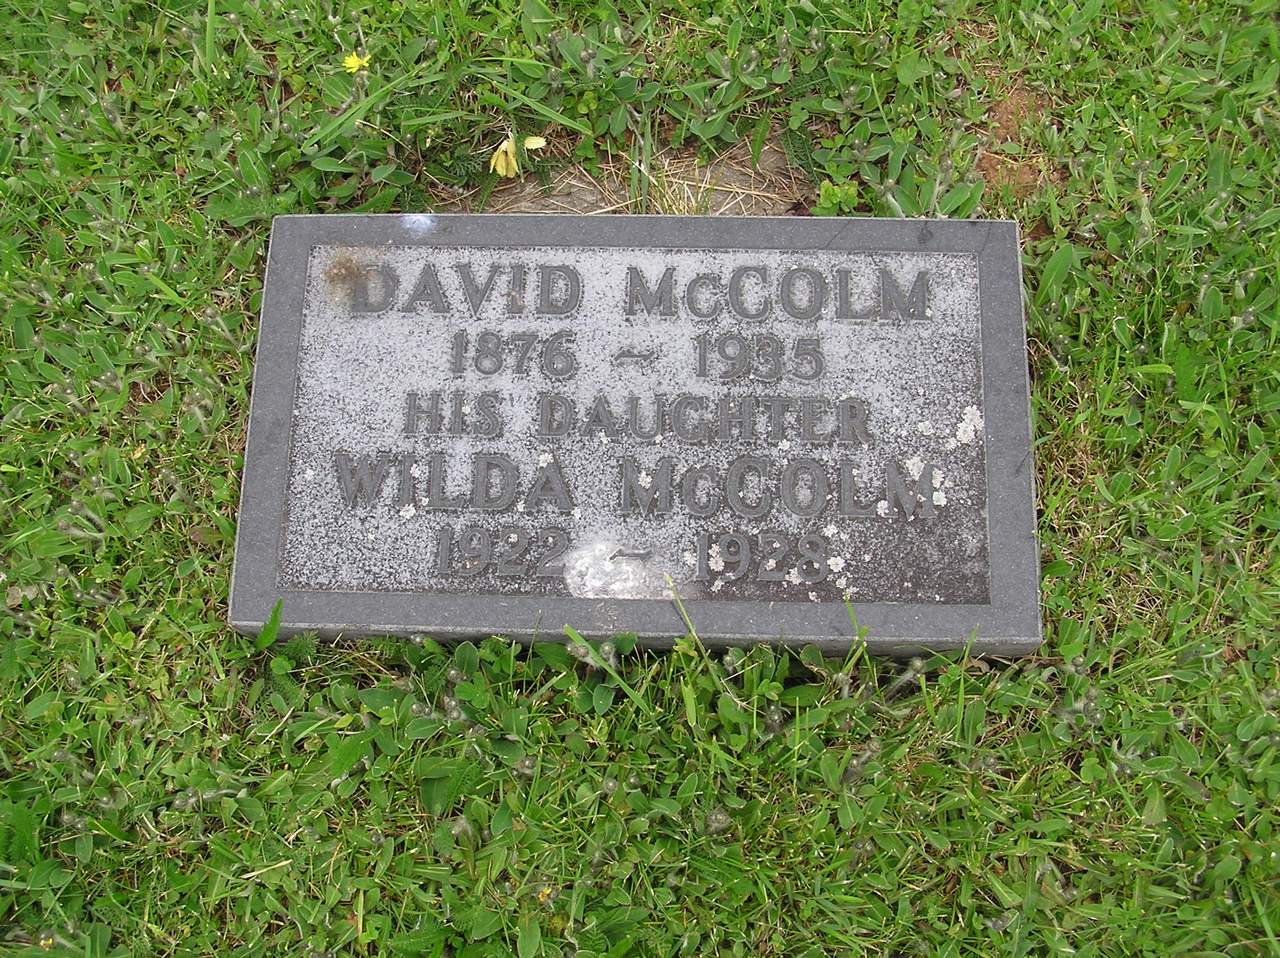 DAVID McCOLM
1876 ~ 1935
HIS DAUGHTER
WILDA McCOLM
1922 ~ 1928